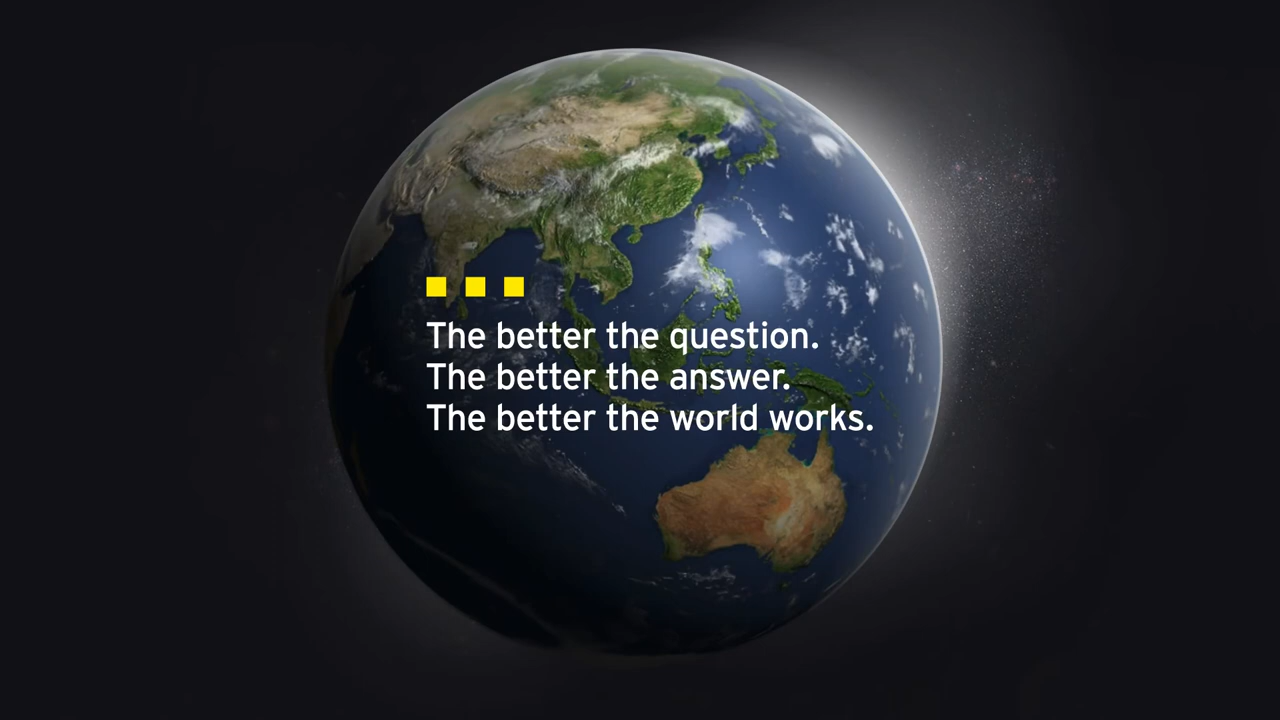 The better the question.
The better the answer.
The better the world works.